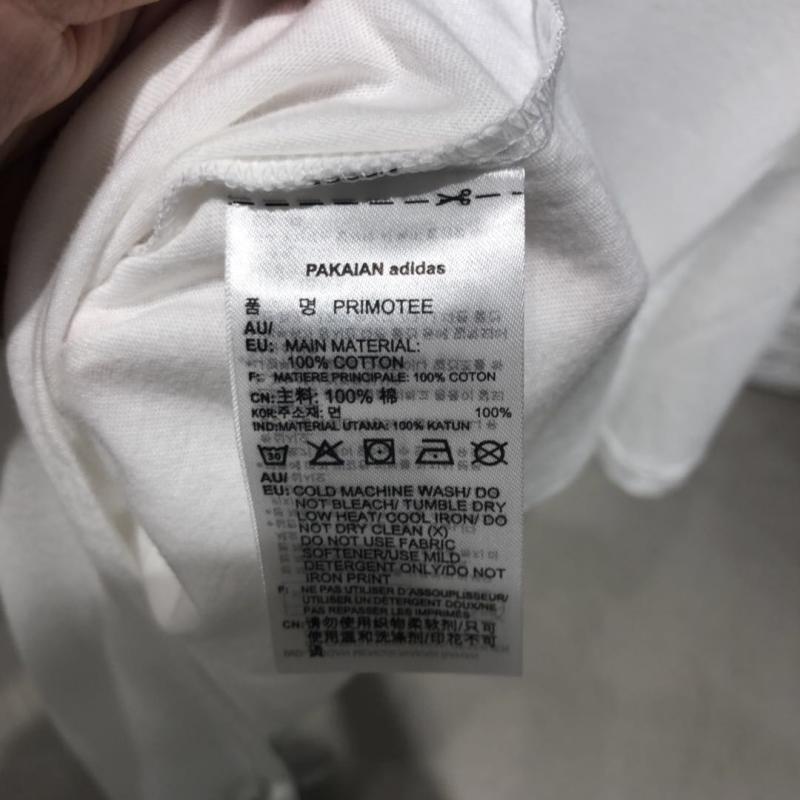 PAKAIAN adidas
품 명 PRIMOTEE
AU/
EU: MAIN MATERIAL:
100% COTTON
F: MATIERE PRINCIPALE: 100% COTON
CN:主料: 100% 棉
KOR:주소재: 면 100%
IND:MATERIAL UTAMA: 100% KATUN
30
AU/
EU: COLD MACHINE WASH/ DO
NOT BLEACH/ TUMBLE DRY
LOW HEAT/ COOL IRON/ DO
NOT DRY CLEAN (X)
DO NOT USE FABRIC
SOFTENER/USE MILD
DETERGENT ONLY/DO NOT
IRON PRINT
F: NE PAS UTILISER D'ASSOUPLISSEUR/
UTILISER UN DETERGENT DOUX/NE
PAS REPASSER LES IMPRIMES
CN:请勿使用织物柔软剂/只可
使用温和洗涤剂/印花不可